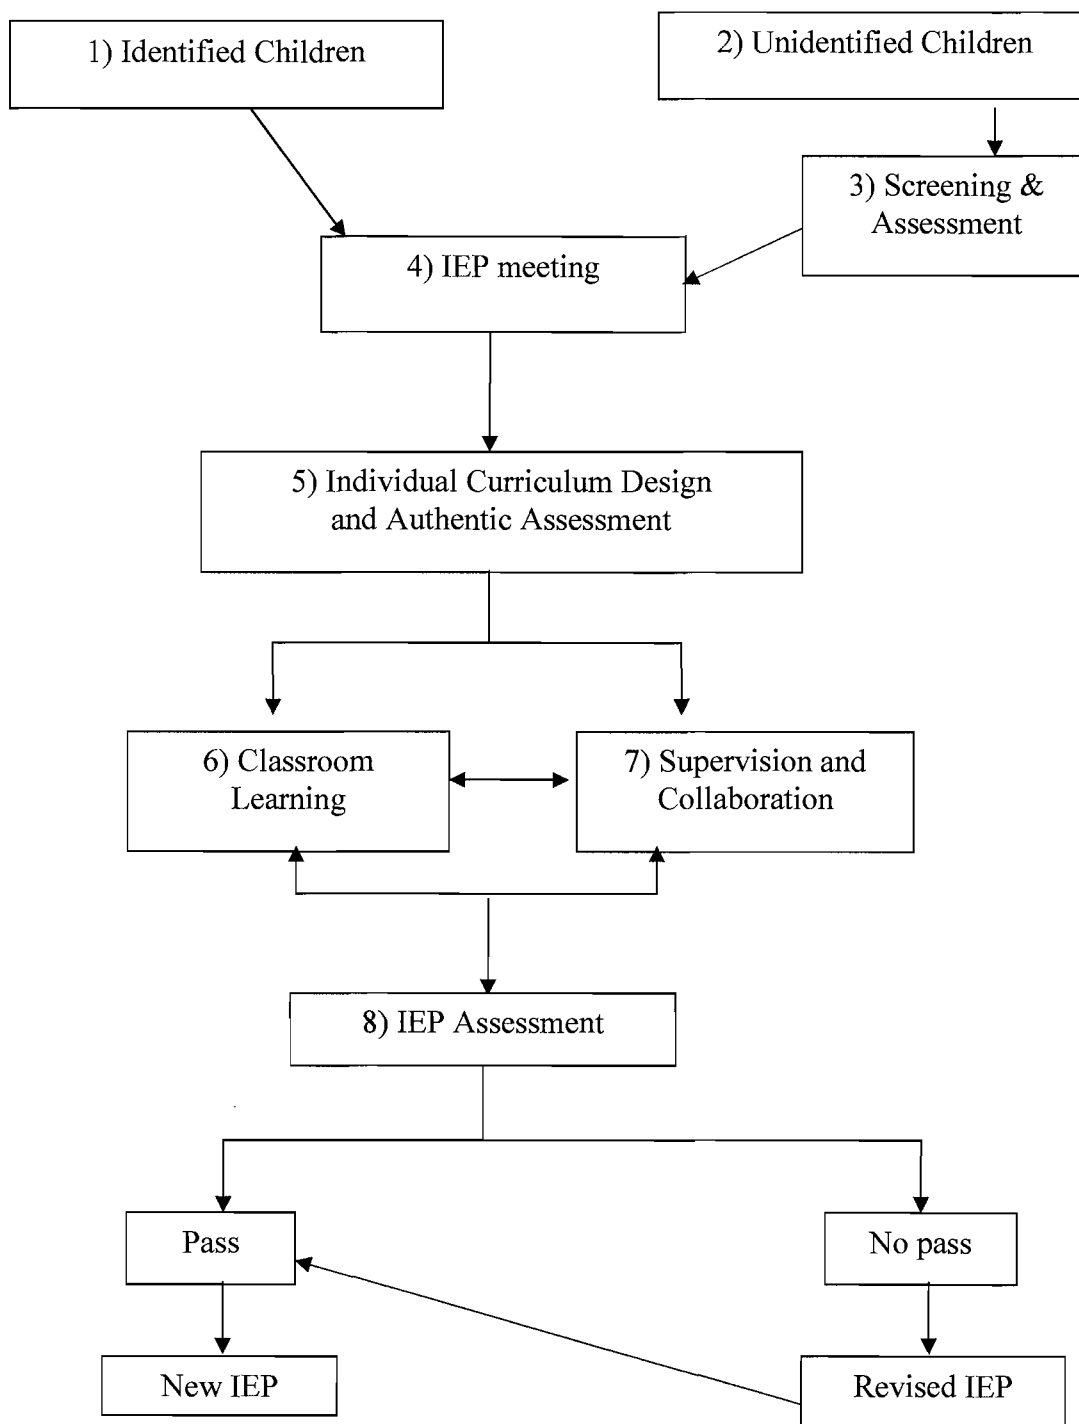 1) Identified Children
2) Unidentified Children
3) Screening &
Assessment
4) IEP meeting
5) Individual Curriculum Design
and Authentic Assessment
6) Classroom
Learning
7) Supervision and
Collaboration
8) IEP Assessment
Pass
No pass
New IEP
Revised IEP